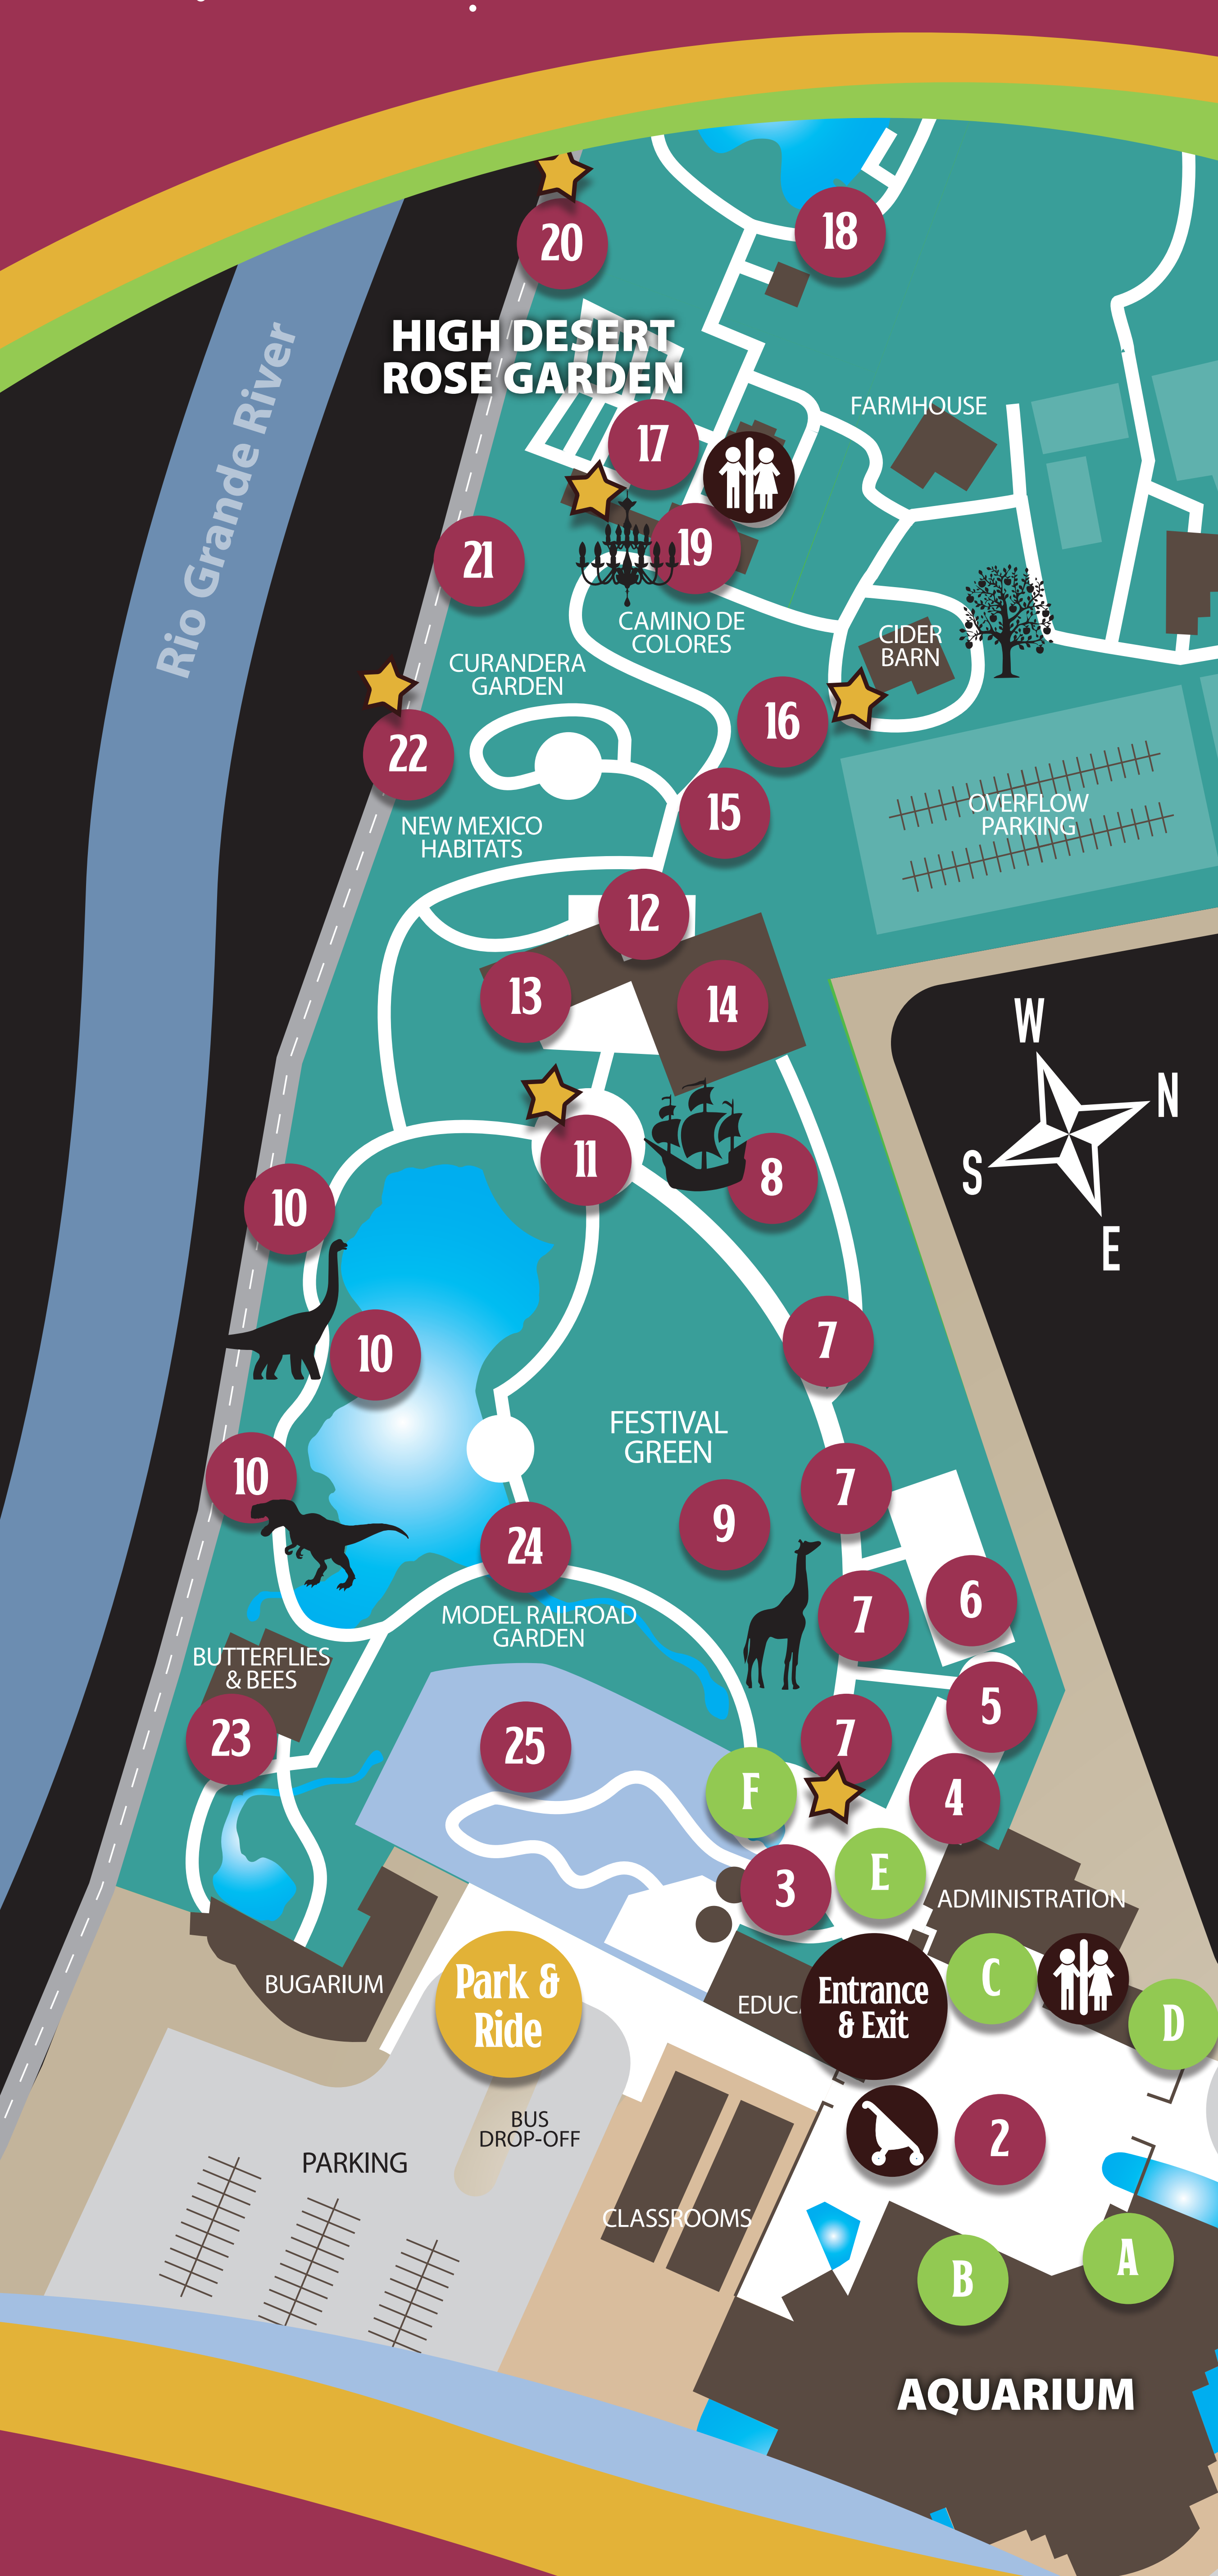 20
18
HIGH DESERT
ROSE GARDEN
Rio Grande River
FARMHOUSE
17
19
21
CAMINO DE
COLORES
CIDER
BARN
CURANDERA
GARDEN
16
22
15
OVERFLOW
PARKING
NEW MEXICO
HABITATS
12
13
14
W
N
S
E
11
8
10
10
7
FESTIVAL
GREEN
10
7
9
24
6
7
MODEL RAILROAD
GARDEN
BUTTERFLIES
& BEES
5
23
25
7
F
4
E
3
ADMINISTRATION
BUGARIUM
Park &
Ride
EDUCA
Entrance
& Exit
C
D
BUS
DROP-OFF
2
PARKING
CLASSROOMS
A
B
AQUARIUM